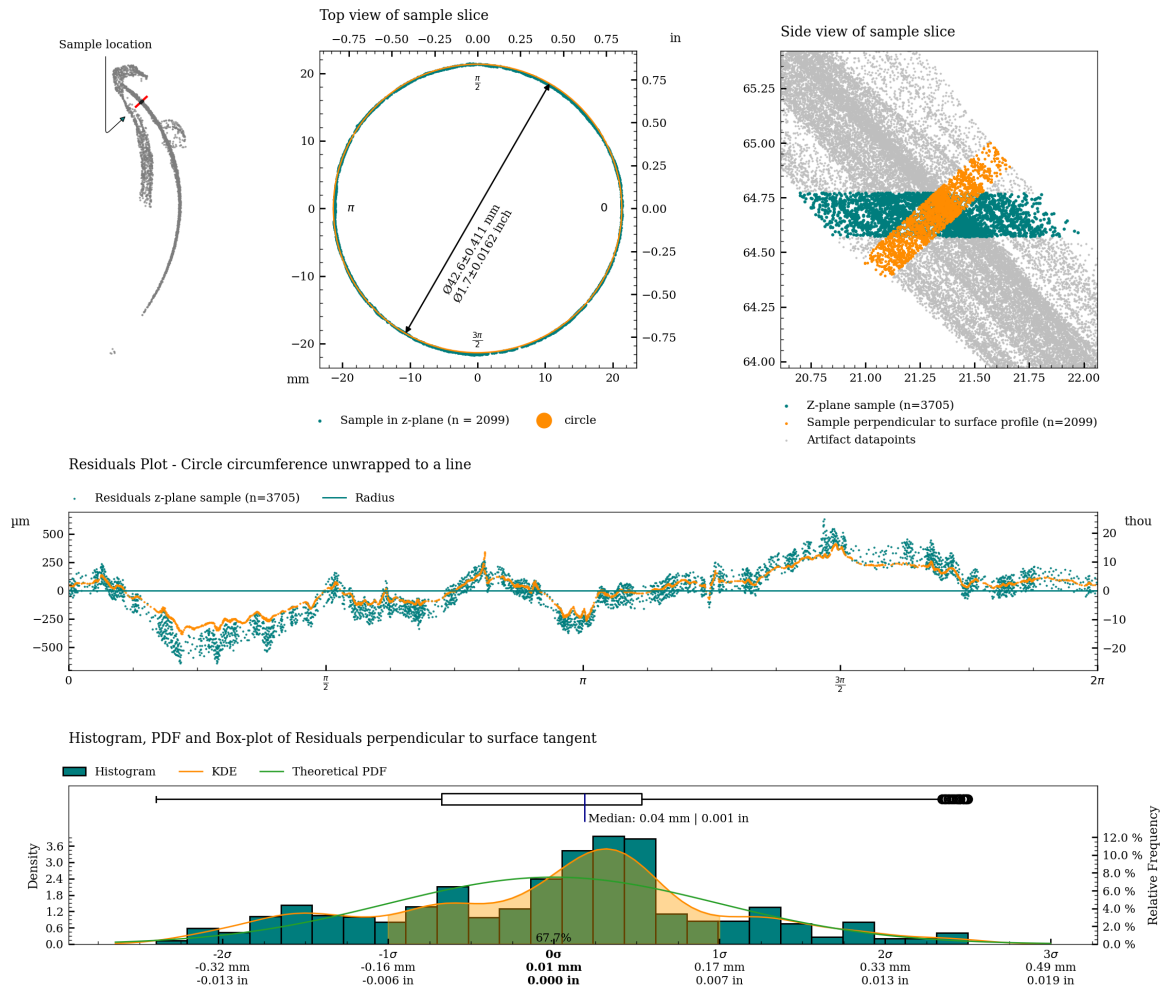 Sample location
Top view of sample slice
−0.75 −0.50 −0.25 0.00 0.25 0.50 0.75 in
20
10
0
−10
−20
mm
−20 −10 0 10 20
0.75
0.50
0.25
0.00
−0.25
−0.50
−0.75
π/2
π
0
3π/2
Ø42.6±0.411 mm
Ø1.7±0.0162 inch
Sample in z-plane (n = 2099) circle
Side view of sample slice
65.25
65.00
64.75
64.50
64.25
64.00
20.75 21.00 21.25 21.50 21.75 22.00
Z-plane sample (n=3705)
Sample perpendicular to surface profile (n=2099)
Artifact datapoints
Residuals Plot - Circle circumference unwrapped to a line
Residuals z-plane sample (n=3705) Radius
µm
500
250
0
−250
−500
thou
20
10
0
−10
−20
0 π/2 π 3π/2 2π
Histogram, PDF and Box-plot of Residuals perpendicular to surface tangent
Histogram KDE Theoretical PDF
Median: 0.04 mm | 0.001 in
Density
3.6
3.0
2.4
1.8
1.2
0.6
0.0
Relative Frequency
12.0 %
10.0 %
8.0 %
6.0 %
4.0 %
2.0 %
0.0 %
67.7%
-2σ -1σ 0σ 1σ 2σ 3σ
-0.32 mm -0.16 mm 0.01 mm 0.17 mm 0.33 mm 0.49 mm
-0.013 in -0.006 in 0.000 in 0.007 in 0.013 in 0.019 in